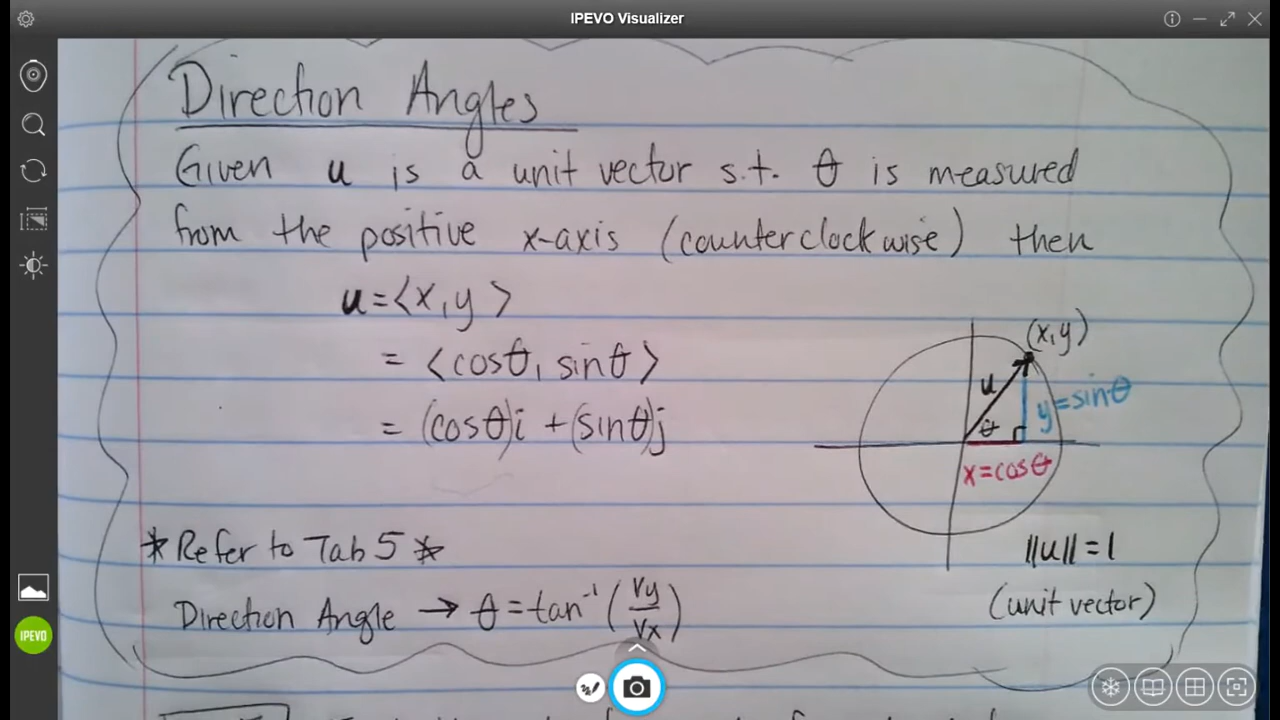 IPEVO Visualizer
Direction Angles
Given u is a unit vector s.t. θ is measured
from the positive x-axis (counterclockwise) then
u = <x, y>
= <cosθ, sinθ>
= (cosθ)i + (sinθ)j
(x, y)
u
θ
y = sinθ
x = cosθ
*Refer to Tab 5*
||u|| = 1
(unit vector)
Direction Angle → θ = tan⁻¹ (vy/vx)
IPEVO